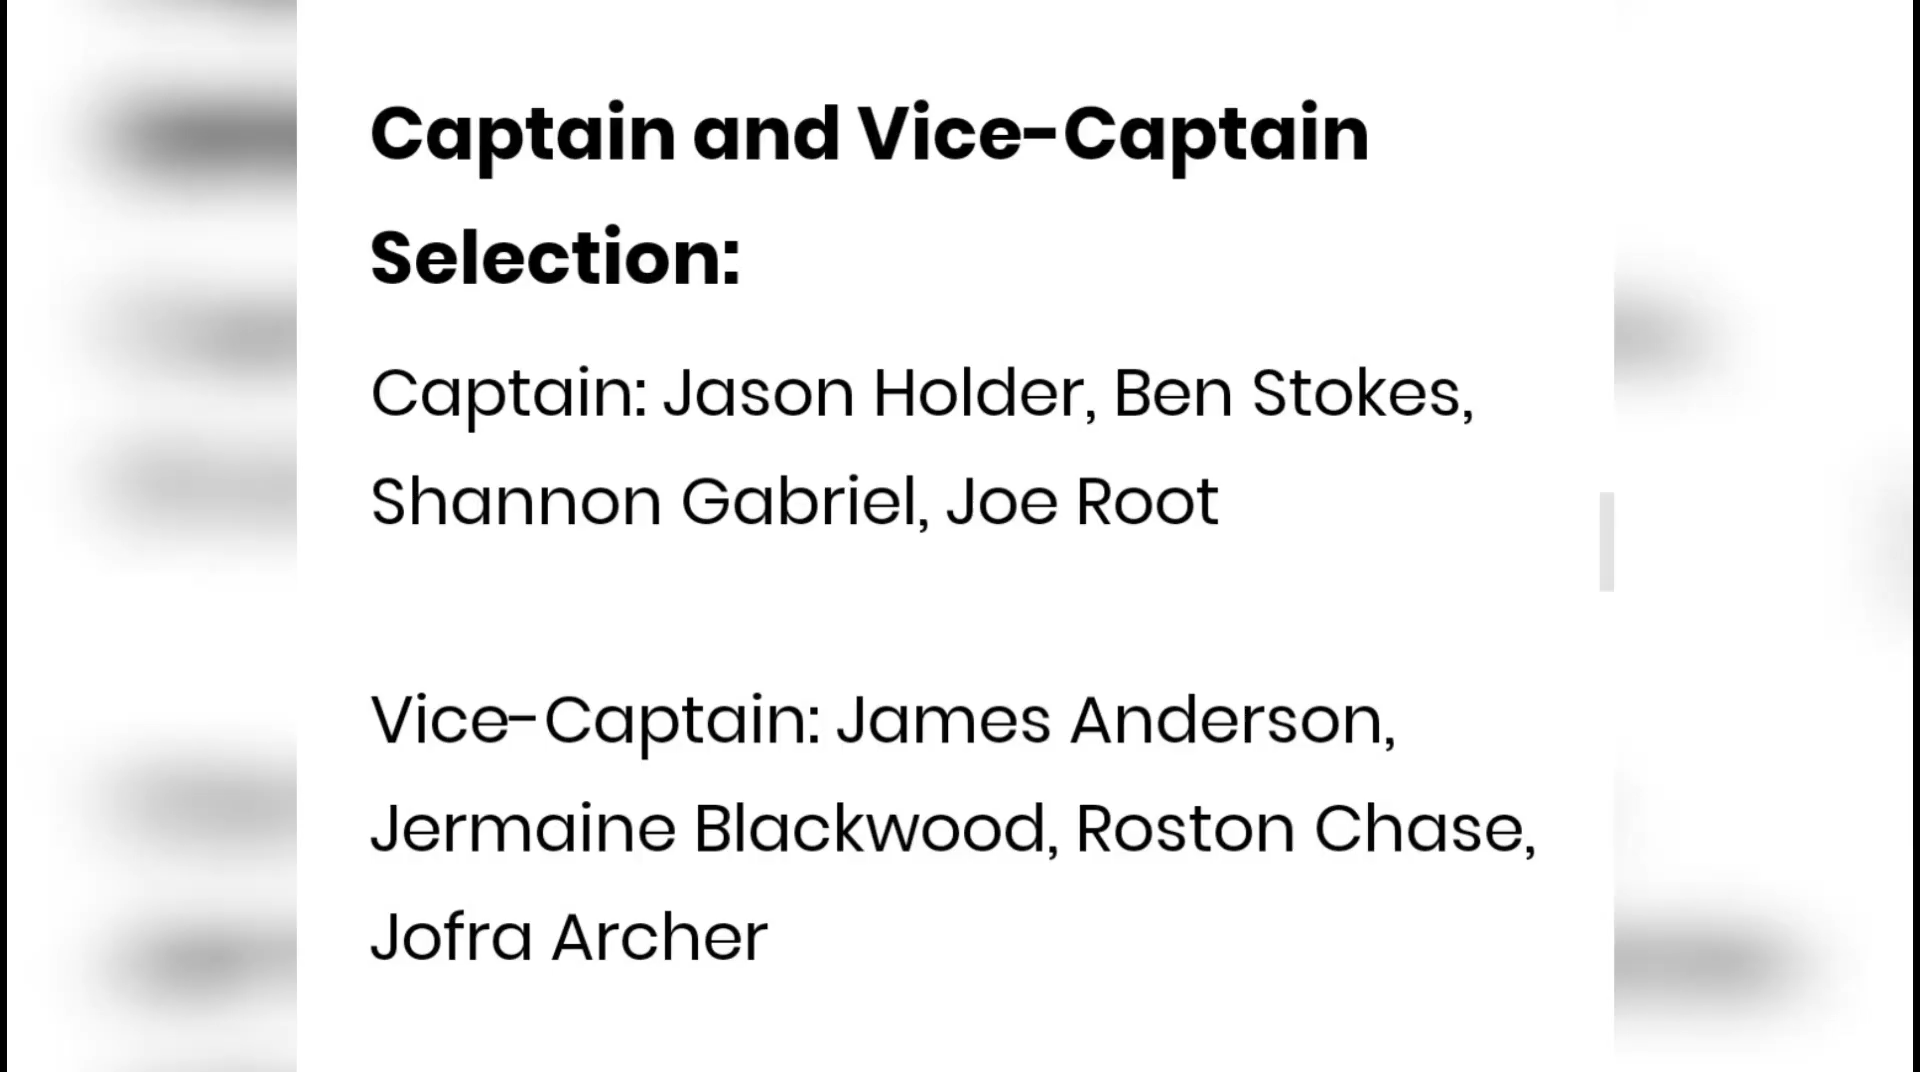 Captain and Vice-Captain
Selection:
Captain: Jason Holder, Ben Stokes,
Shannon Gabriel, Joe Root
Vice-Captain: James Anderson,
Jermaine Blackwood, Roston Chase,
Jofra Archer